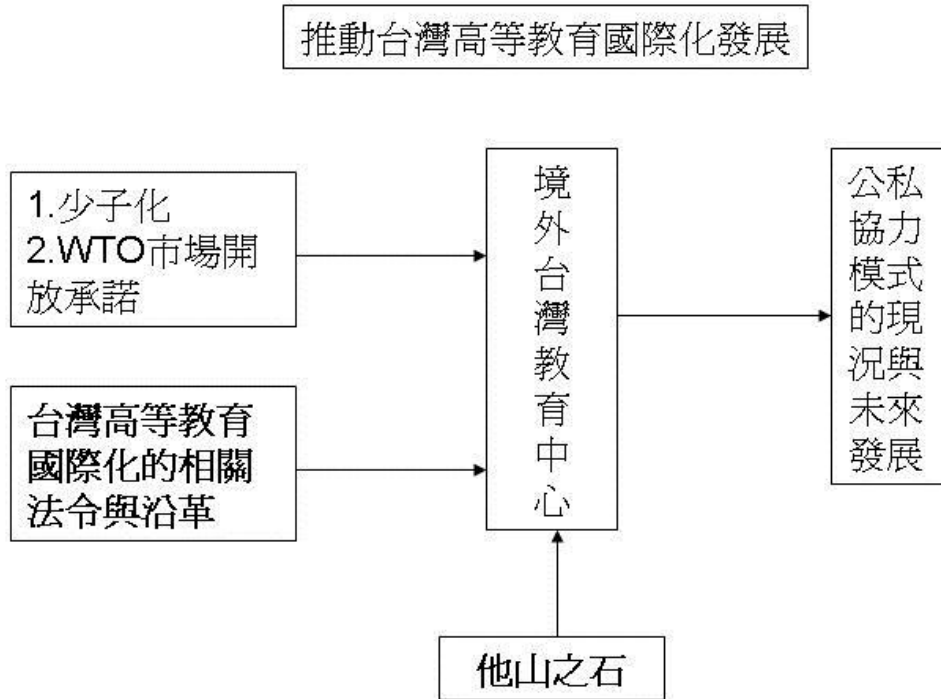 推動台灣高等教育國際化發展
1.少子化
2.WTO市場開
放承諾
台灣高等教育
國際化的相關
法令與沿革
境
外
台
灣
教
育
中
心
公私
協力
模式
的現
況與
未來
發展
他山之石